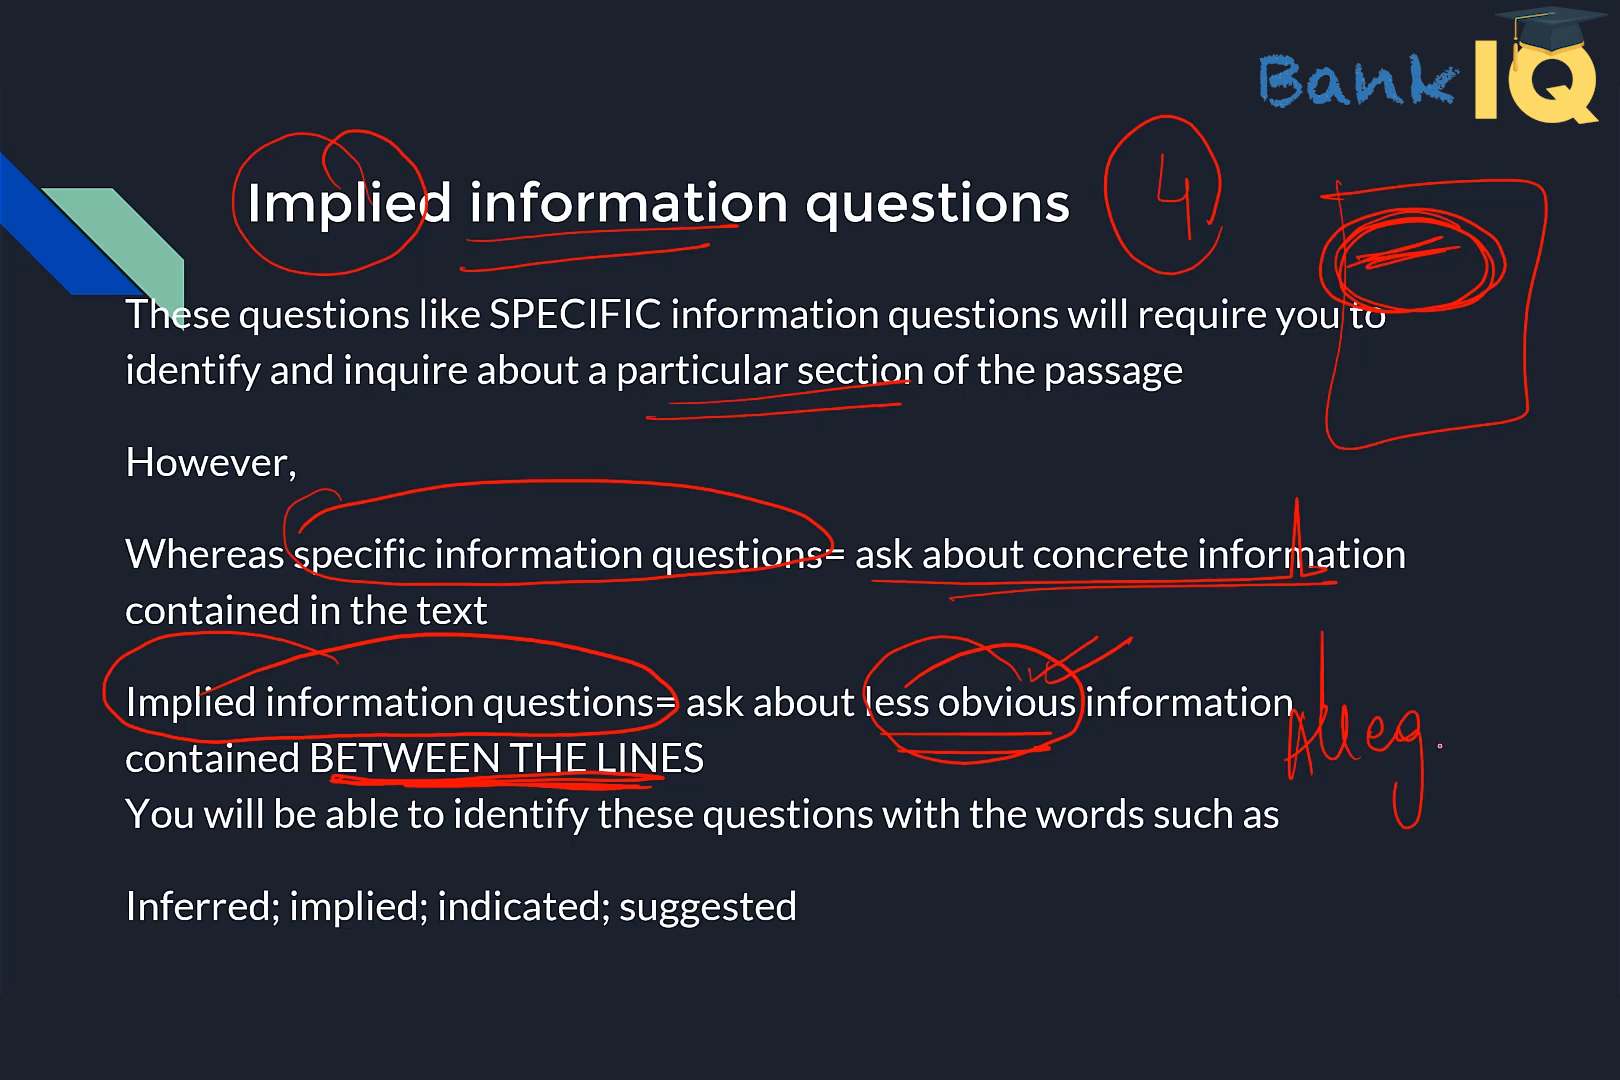 Bank IQ
Implied information questions
4
These questions like SPECIFIC information questions will require you to
identify and inquire about a particular section of the passage
However,
Whereas specific information questions= ask about concrete information
contained in the text
Implied information questions= ask about less obvious information
contained BETWEEN THE LINES
Alleg
You will be able to identify these questions with the words such as
Inferred; implied; indicated; suggested